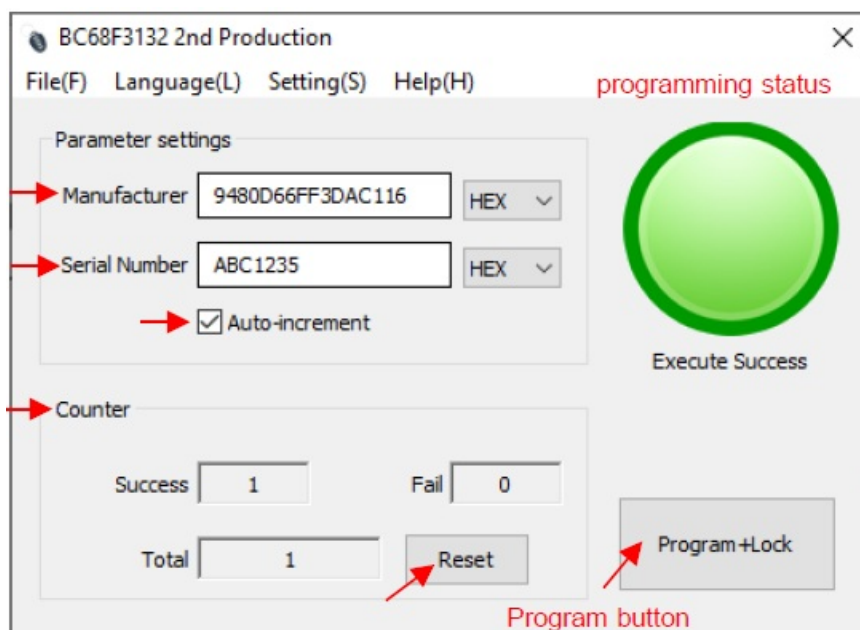 BC68F3132 2nd Production
File(F) Language(L) Setting(S) Help(H)
programming status
Parameter settings
Manufacturer 9480D66FF3DAC116 HEX
Serial Number ABC1235 HEX
Auto-increment
Execute Success
Counter
Success 1 Fail 0
Total 1 Reset
Program+Lock
Program button